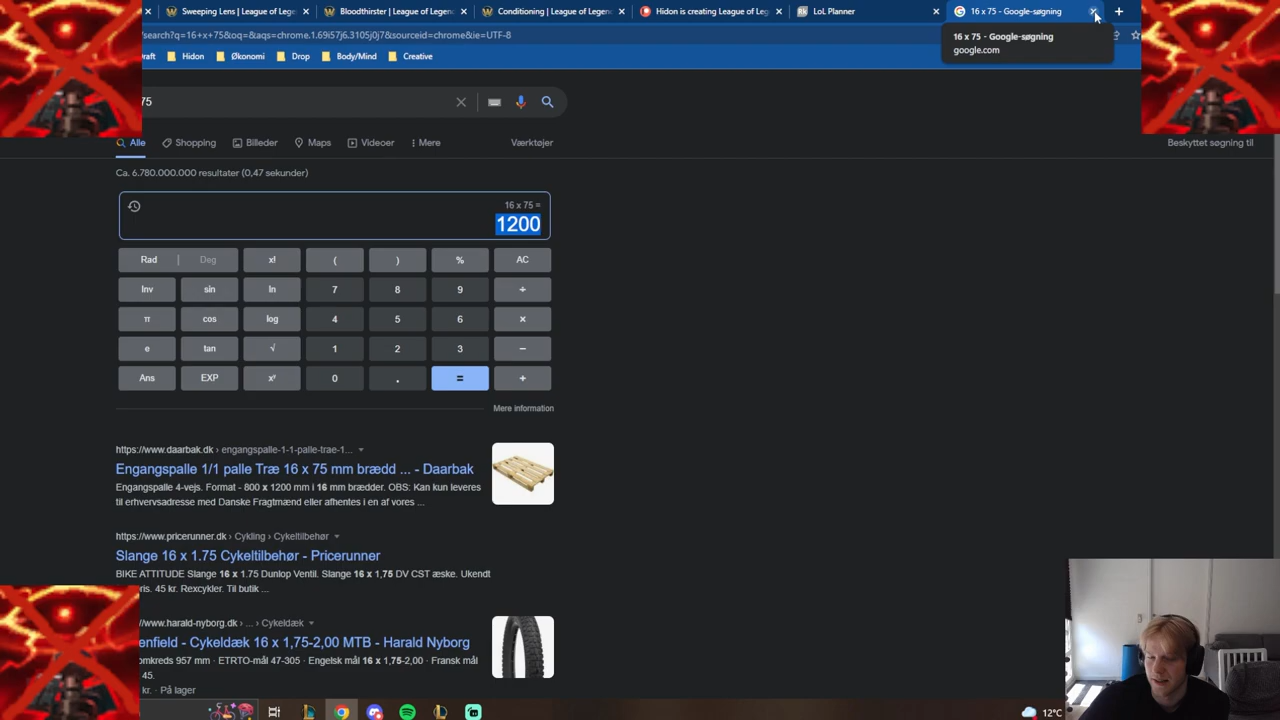 Sweeping Lens | League of Lege
Bloodthirster | League of Legen
Conditioning | League of Legen
Hidon is creating League of Leg
LoL Planner
16 x 75 - Google-søgning
search?q=16+x+75&oq=&aqs=chrome.1.69i57j6.3105j0j7&sourceid=chrome&ie=UTF-8
16 x 75 - Google-søgning
google.com
raft
Hidon
Økonomi
Drop
Body/Mind
Creative
75
Alle
Shopping
Billeder
Maps
Videoer
Mere
Værktøjer
Beskyttet søgning til
Ca. 6.780.000.000 resultater (0,47 sekunder)
16 x 75 =
1200
Rad | Deg x! ( ) % AC
Inv sin ln 7 8 9 ÷
π cos log 4 5 6 ×
e tan √ 1 2 3 −
Ans EXP xʸ 0 . = +
Mere information
https://www.daarbak.dk › engangspalle-1-1-palle-trae-1...
Engangspalle 1/1 palle Træ 16 x 75 mm brædd ... - Daarbak
Engangspalle 4-vejs. Format - 800 x 1200 mm i 16 mm brædder. OBS: Kan kun leveres
til erhvervsadresse med Danske Fragtmænd eller afhentes i en af vores ...
https://www.pricerunner.dk › Cykling › Cykeltilbehør
Slange 16 x 1.75 Cykeltilbehør - Pricerunner
BIKE ATTITUDE Slange 16 x 1.75 Dunlop Ventil. Slange 16 x 1,75 DV CST æske. Ukendt
pris. 45 kr. Rexcykler. Til butik ...
//www.harald-nyborg.dk › ... › Cykeldæk
enfield - Cykeldæk 16 x 1,75-2,00 MTB - Harald Nyborg
omkreds 957 mm · ETRTO-mål 47-305 · Engelsk mål 16 x 1,75-2,00 · Fransk mål
45.
kr. · På lager
12°C